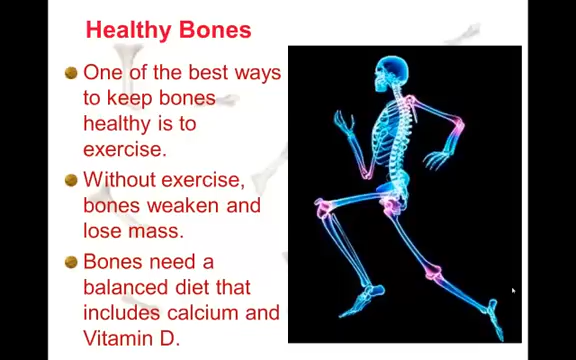 Healthy Bones
One of the best ways
to keep bones
healthy is to
exercise.
Without exercise,
bones weaken and
lose mass.
Bones need a
balanced diet that
includes calcium and
Vitamin D.